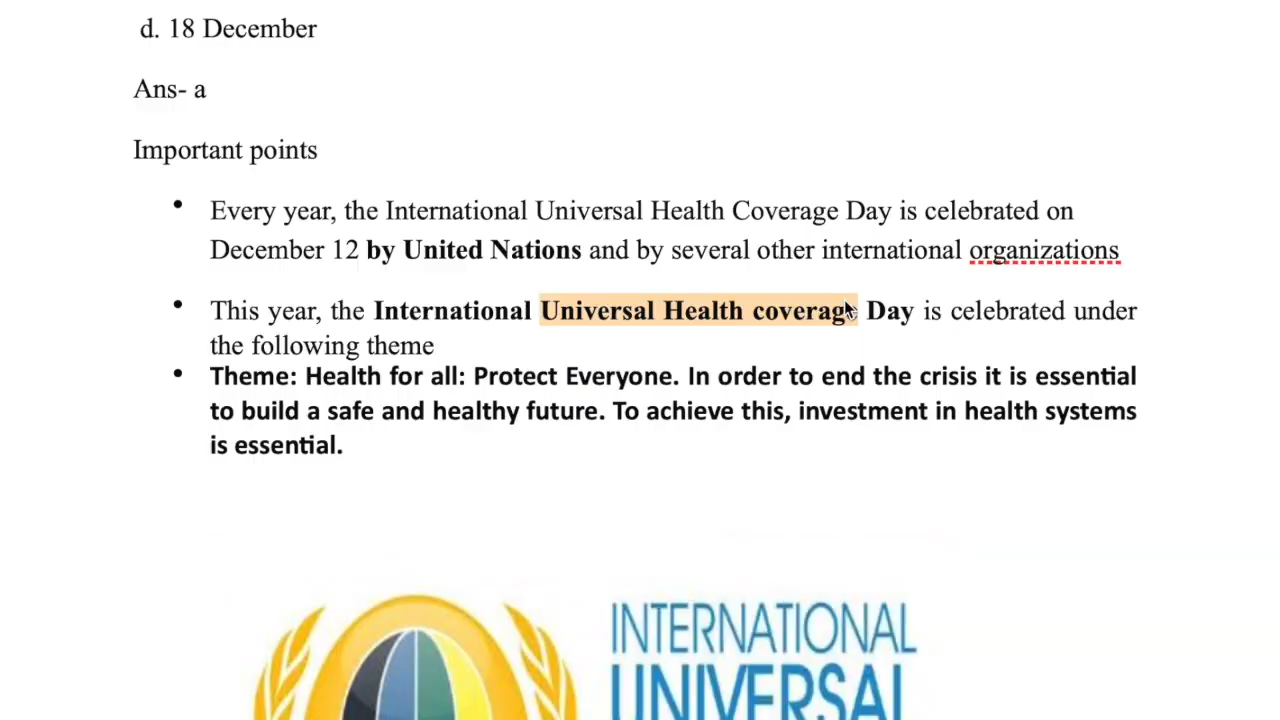 d. 18 December
Ans- a
Important points
• Every year, the International Universal Health Coverage Day is celebrated on
December 12 by United Nations and by several other international organizations
• This year, the International Universal Health coverage Day is celebrated under
the following theme
• Theme: Health for all: Protect Everyone. In order to end the crisis it is essential
to build a safe and healthy future. To achieve this, investment in health systems
is essential.
INTERNATIONAL
UNIVERSAL